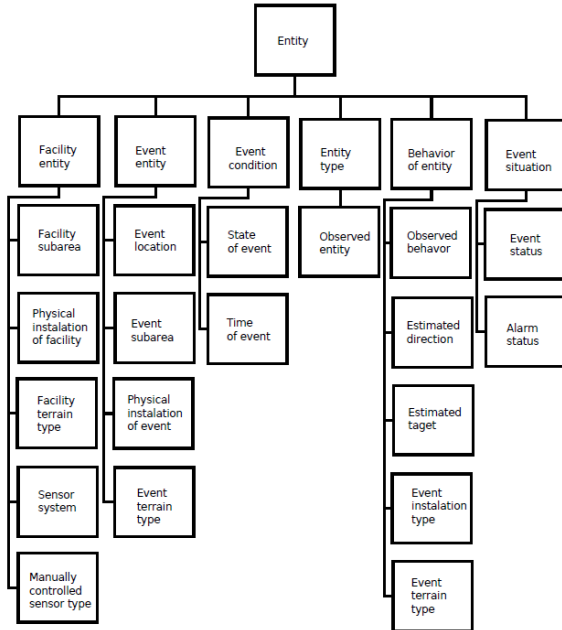 Entity
Facility
entity
Event
entity
Event
condition
Entity
type
Behavior
of entity
Event
situation
Facility
subarea
Physical
instalation
of facility
Facility
terrain
type
Sensor
system
Manually
controlled
sensor type
Event
location
Event
subarea
Physical
instalation
of event
Event
terrain
type
State
of event
Time
of event
Observed
entity
Observed
behavor
Estimated
direction
Estimated
taget
Event
instalation
type
Event
terrain
type
Event
status
Alarm
status